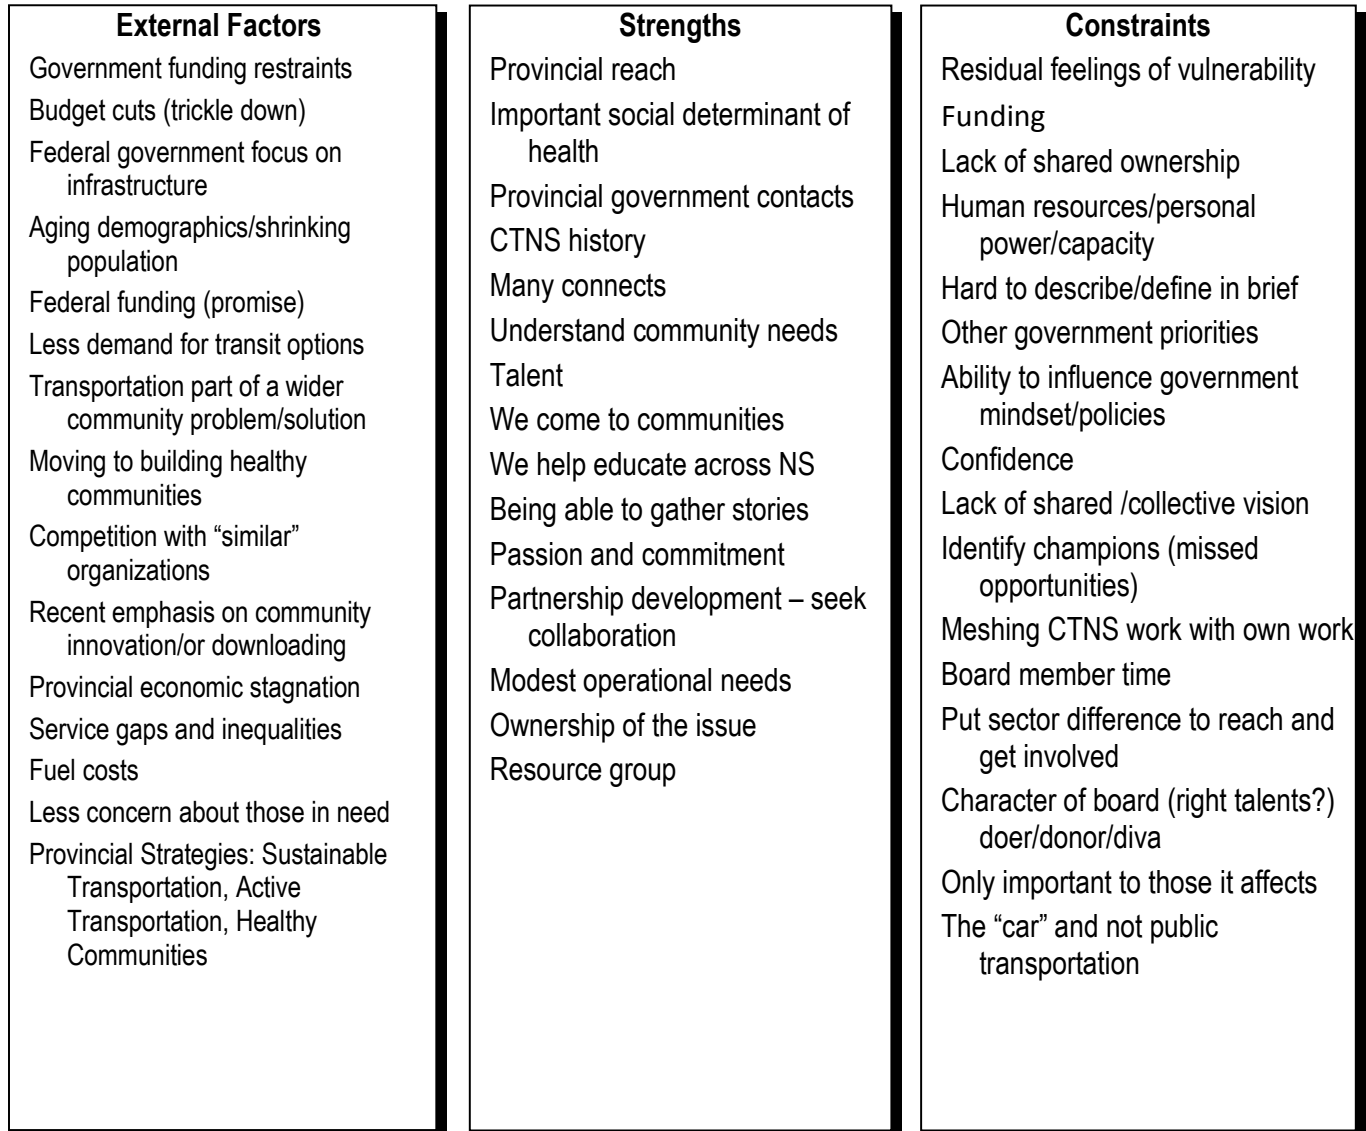 External Factors
Government funding restraints
Budget cuts (trickle down)
Federal government focus on
infrastructure
Aging demographics/shrinking
population
Federal funding (promise)
Less demand for transit options
Transportation part of a wider
community problem/solution
Moving to building healthy
communities
Competition with “similar”
organizations
Recent emphasis on community
innovation/or downloading
Provincial economic stagnation
Service gaps and inequalities
Fuel costs
Less concern about those in need
Provincial Strategies: Sustainable
Transportation, Active
Transportation, Healthy
Communities
Strengths
Provincial reach
Important social determinant of
health
Provincial government contacts
CTNS history
Many connects
Understand community needs
Talent
We come to communities
We help educate across NS
Being able to gather stories
Passion and commitment
Partnership development – seek
collaboration
Modest operational needs
Ownership of the issue
Resource group
Constraints
Residual feelings of vulnerability
Funding
Lack of shared ownership
Human resources/personal
power/capacity
Hard to describe/define in brief
Other government priorities
Ability to influence government
mindset/policies
Confidence
Lack of shared /collective vision
Identify champions (missed
opportunities)
Meshing CTNS work with own work
Board member time
Put sector difference to reach and
get involved
Character of board (right talents?)
doer/donor/diva
Only important to those it affects
The “car” and not public
transportation